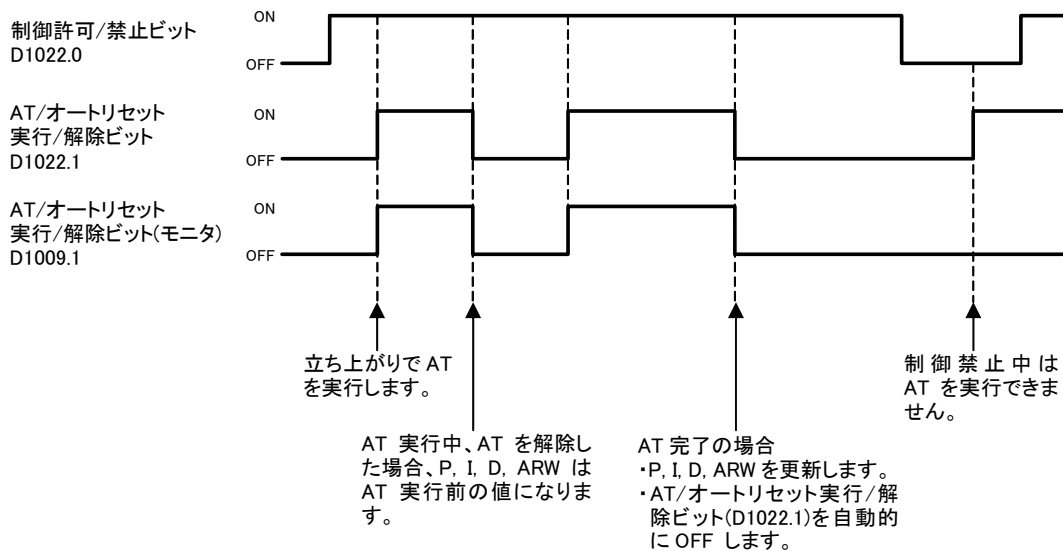 制御許可/禁止ビット
D1022.0
ON
OFF
AT/オートリセット
実行/解除ビット
D1022.1
ON
OFF
AT/オートリセット
実行/解除ビット(モニタ)
D1009.1
ON
OFF
立ち上がりで AT
を実行します。
AT 実行中、AT を解除し
た場合、P, I, D, ARW は
AT 実行前の値になりま
す。
AT 完了の場合
・P, I, D, ARW を更新します。
・AT/オートリセット実行/解
除ビット(D1022.1)を自動的
に OFF します。
制御禁止中は
AT を実行できま
せん。